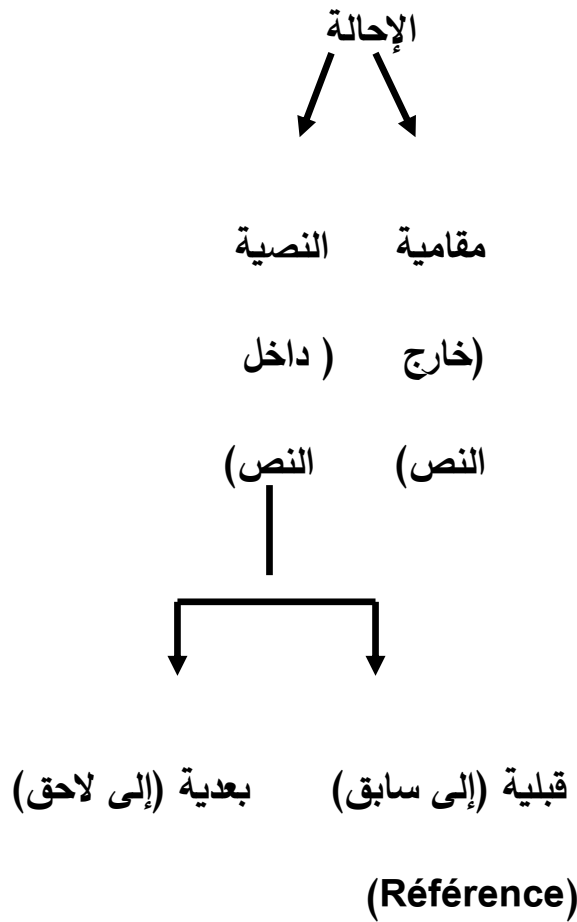 الإحالة
مقامية النصية
(خارج ( داخل
النص) النص)
قبلية (إلى سابق) بعدية (إلى لاحق)
(Référence)